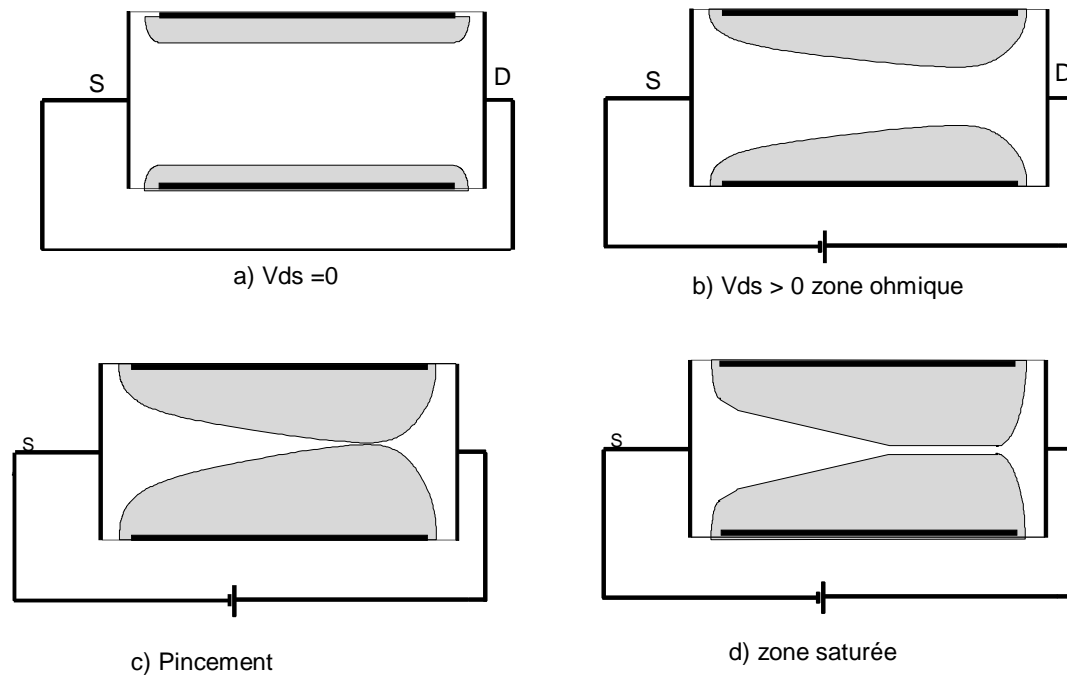 S
D
a) Vds =0
S
D
b) Vds > 0 zone ohmique
S
c) Pincement
S
d) zone saturée